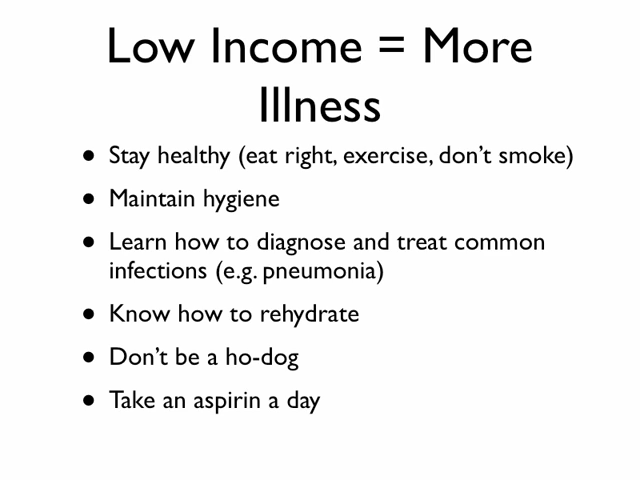 Low Income = More
Illness
• Stay healthy (eat right, exercise, don't smoke)
• Maintain hygiene
• Learn how to diagnose and treat common
infections (e.g. pneumonia)
• Know how to rehydrate
• Don't be a ho-dog
• Take an aspirin a day